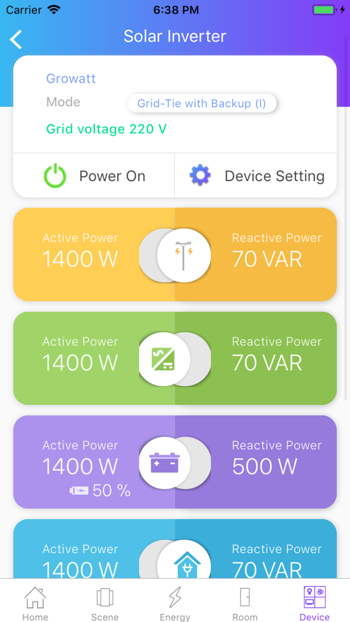 Carrier 6:38 PM
Solar Inverter
Growatt
Mode Grid-Tie with Backup (I)
Grid voltage 220 V
Power On Device Setting
Active Power Reactive Power
1400 W 70 VAR
Active Power Reactive Power
1400 W 70 VAR
Active Power Reactive Power
1400 W 500 W
50 %
Active Power Reactive Power
1400 W 70 VAR
Home Scene Energy Room Device